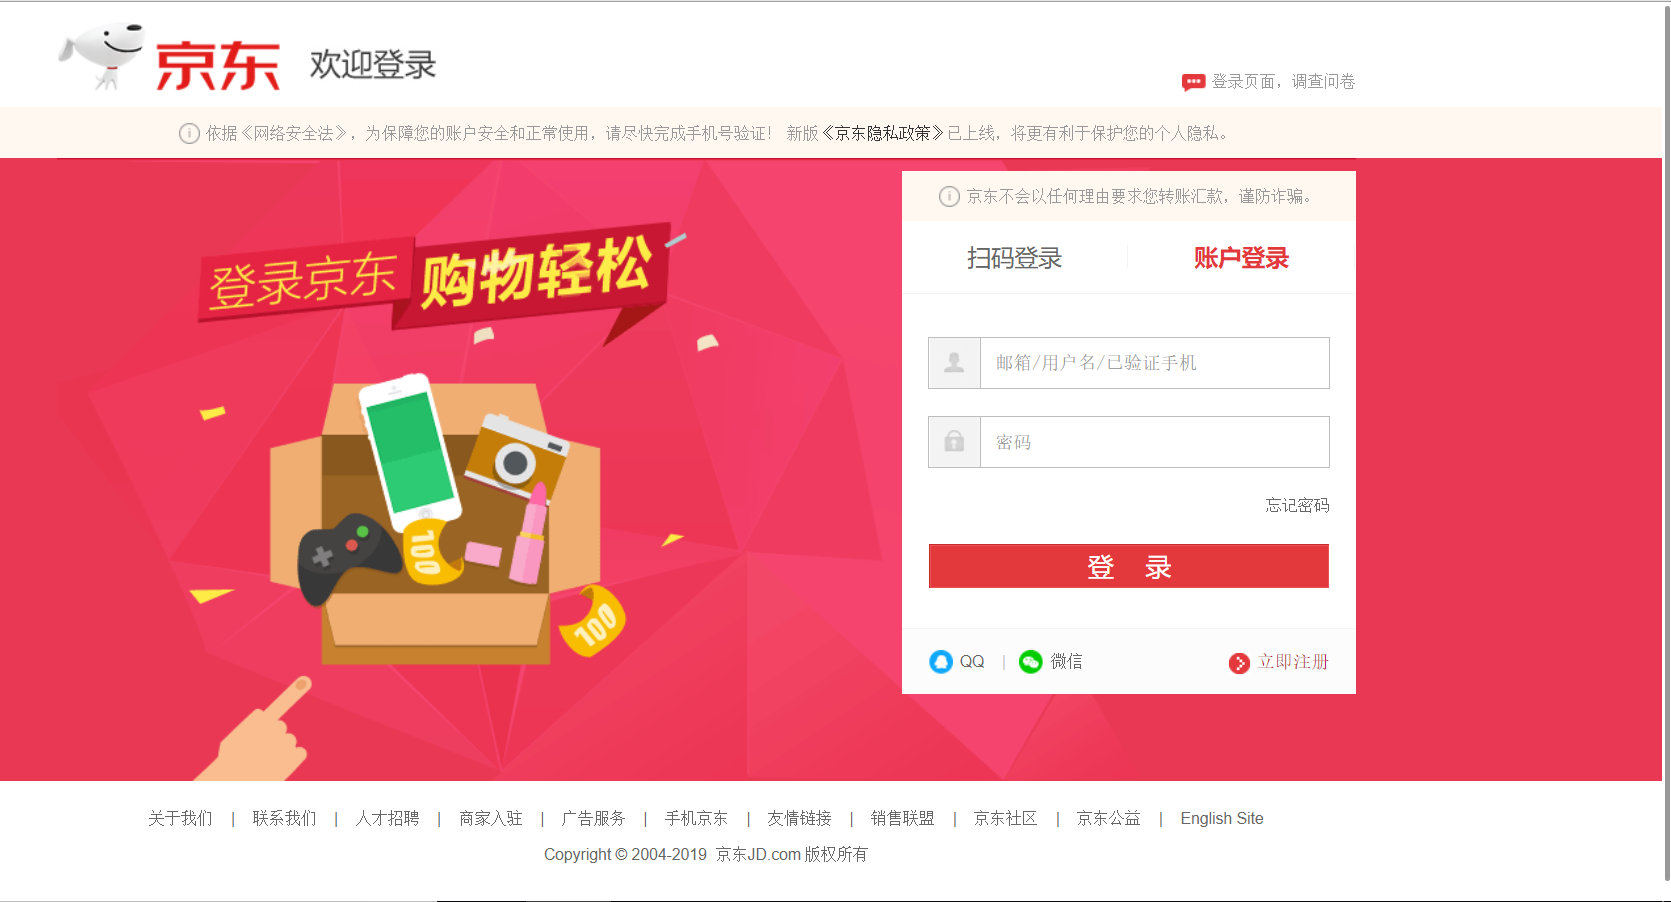 京东 欢迎登录
登录页面，调查问卷
依据《网络安全法》，为保障您的账户安全和正常使用，请尽快完成手机号验证！ 新版《京东隐私政策》已上线，将更有利于保护您的个人隐私。
登录京东 购物轻松
100
100
京东不会以任何理由要求您转账汇款，谨防诈骗。
扫码登录 账户登录
邮箱/用户名/已验证手机
密码
忘记密码
登 录
QQ | 微信 立即注册
关于我们 | 联系我们 | 人才招聘 | 商家入驻 | 广告服务 | 手机京东 | 友情链接 | 销售联盟 | 京东社区 | 京东公益 | English Site
Copyright © 2004-2019 京东JD.com 版权所有